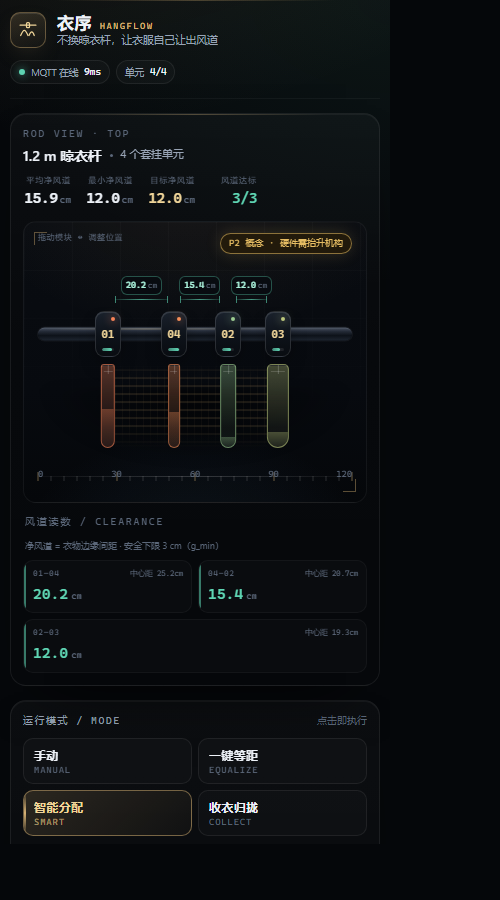 衣序 HANGFLOW
不换晾衣杆，让衣服自己让出风道
MQTT 在线 9ms 单元 4/4
ROD VIEW · TOP
1.2 m 晾衣杆 · 4 个套挂单元
平均净风道 最小净风道 目标净风道 风道达标
15.9cm 12.0cm 12.0cm 3/3
拖动模块 ↔ 调整位置
P2 概念 · 硬件需抬升机构
20.2cm 15.4cm 12.0cm
01 04 02 03
0 30 60 90 120
风道读数 / CLEARANCE
净风道 = 衣物边缘间距 · 安全下限 3 cm（g_min）
01–04 中心距 25.2cm
20.2 cm
04–02 中心距 20.7cm
15.4 cm
02–03 中心距 19.3cm
12.0 cm
运行模式 / MODE 点击即执行
手动
MANUAL
一键等距
EQUALIZE
智能分配
SMART
收衣归拢
COLLECT